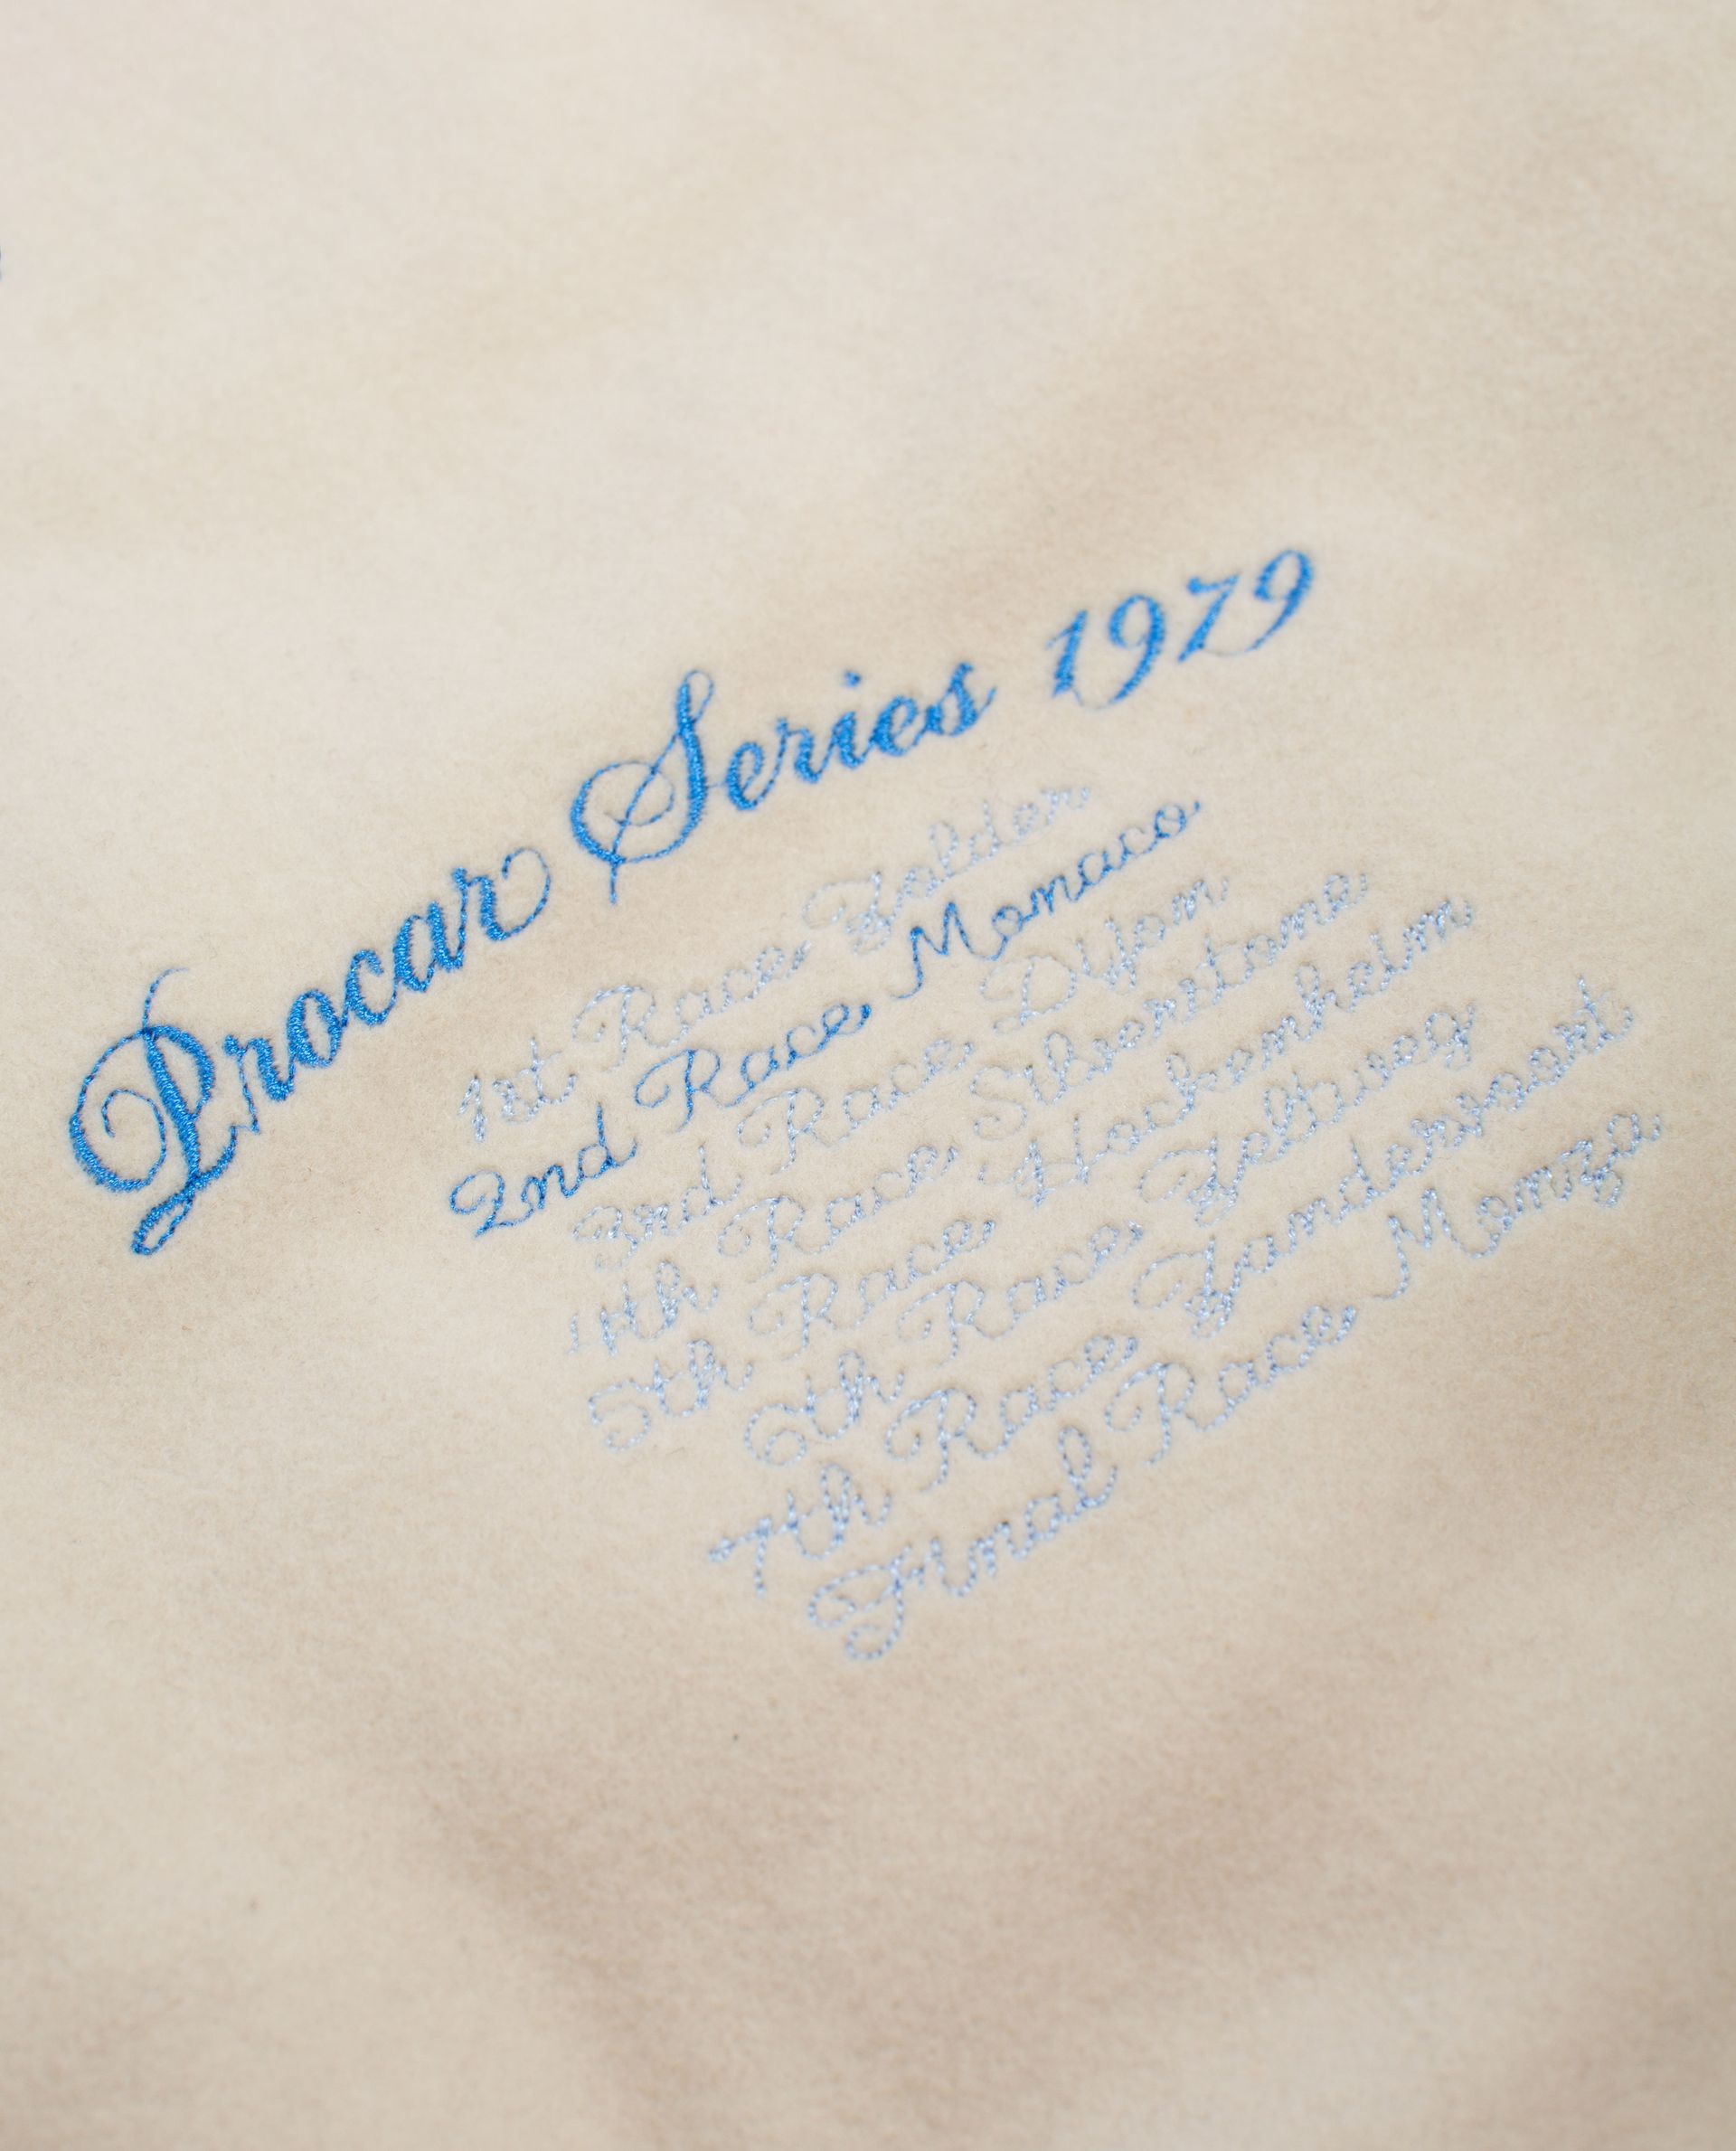 Procar Series 1979
1st Race Zolder
2nd Race Monaco
3rd Race Dijon
4th Race Silverstone
5th Race Hockenheim
6th Race Zeltweg
7th Race Zandervoort
Final Race Monza